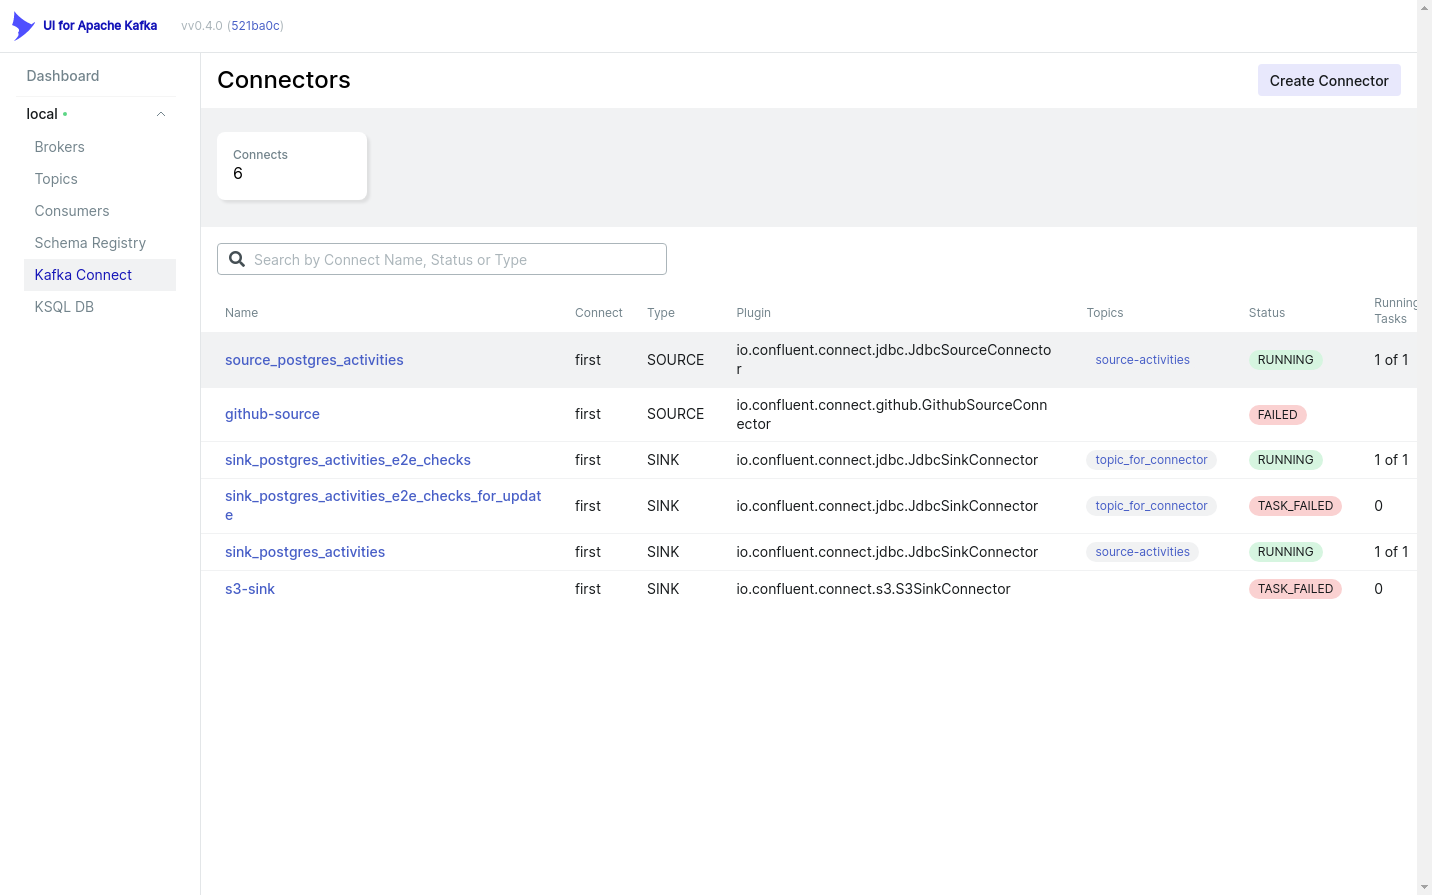 UI for Apache Kafka vv0.4.0 (521ba0c)
Dashboard
local
Brokers
Topics
Consumers
Schema Registry
Kafka Connect
KSQL DB
Connectors
Create Connector
Connects
6
Search by Connect Name, Status or Type
Name Connect Type Plugin Topics Status Running
Tasks
source_postgres_activities first SOURCE io.confluent.connect.jdbc.JdbcSourceConnecto
r source-activities RUNNING 1 of 1
github-source first SOURCE io.confluent.connect.github.GithubSourceConn
ector FAILED
sink_postgres_activities_e2e_checks first SINK io.confluent.connect.jdbc.JdbcSinkConnector topic_for_connector RUNNING 1 of 1
sink_postgres_activities_e2e_checks_for_updat
e first SINK io.confluent.connect.jdbc.JdbcSinkConnector topic_for_connector TASK_FAILED 0
sink_postgres_activities first SINK io.confluent.connect.jdbc.JdbcSinkConnector source-activities RUNNING 1 of 1
s3-sink first SINK io.confluent.connect.s3.S3SinkConnector TASK_FAILED 0